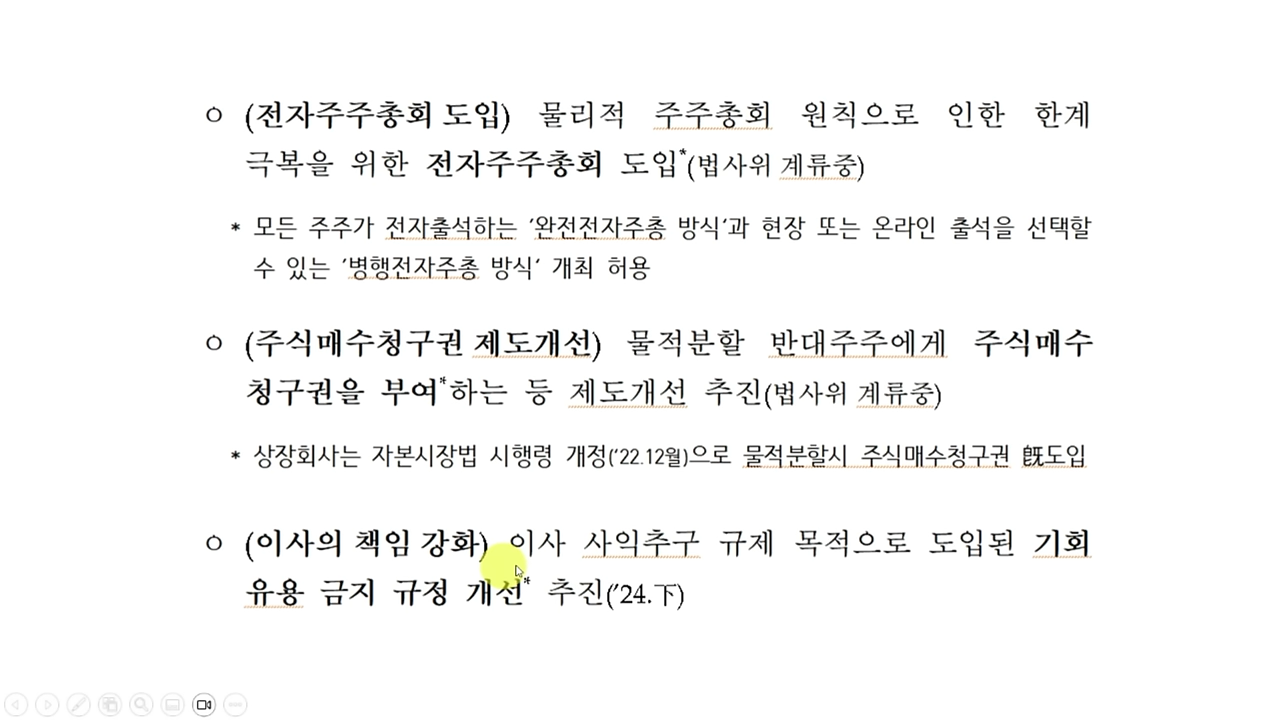 ㅇ (전자주주총회 도입) 물리적 주주총회 원칙으로 인한 한계
극복을 위한 전자주주총회 도입*(법사위 계류중)
* 모든 주주가 전자출석하는 '완전전자주총 방식'과 현장 또는 온라인 출석을 선택할
수 있는 '병행전자주총 방식' 개최 허용
ㅇ (주식매수청구권 제도개선) 물적분할 반대주주에게 주식매수
청구권을 부여*하는 등 제도개선 추진(법사위 계류중)
* 상장회사는 자본시장법 시행령 개정('22.12월)으로 물적분할시 주식매수청구권 旣도입
ㅇ (이사의 책임 강화) 이사 사익추구 규제 목적으로 도입된 기회
유용 금지 규정 개선* 추진('24.下)